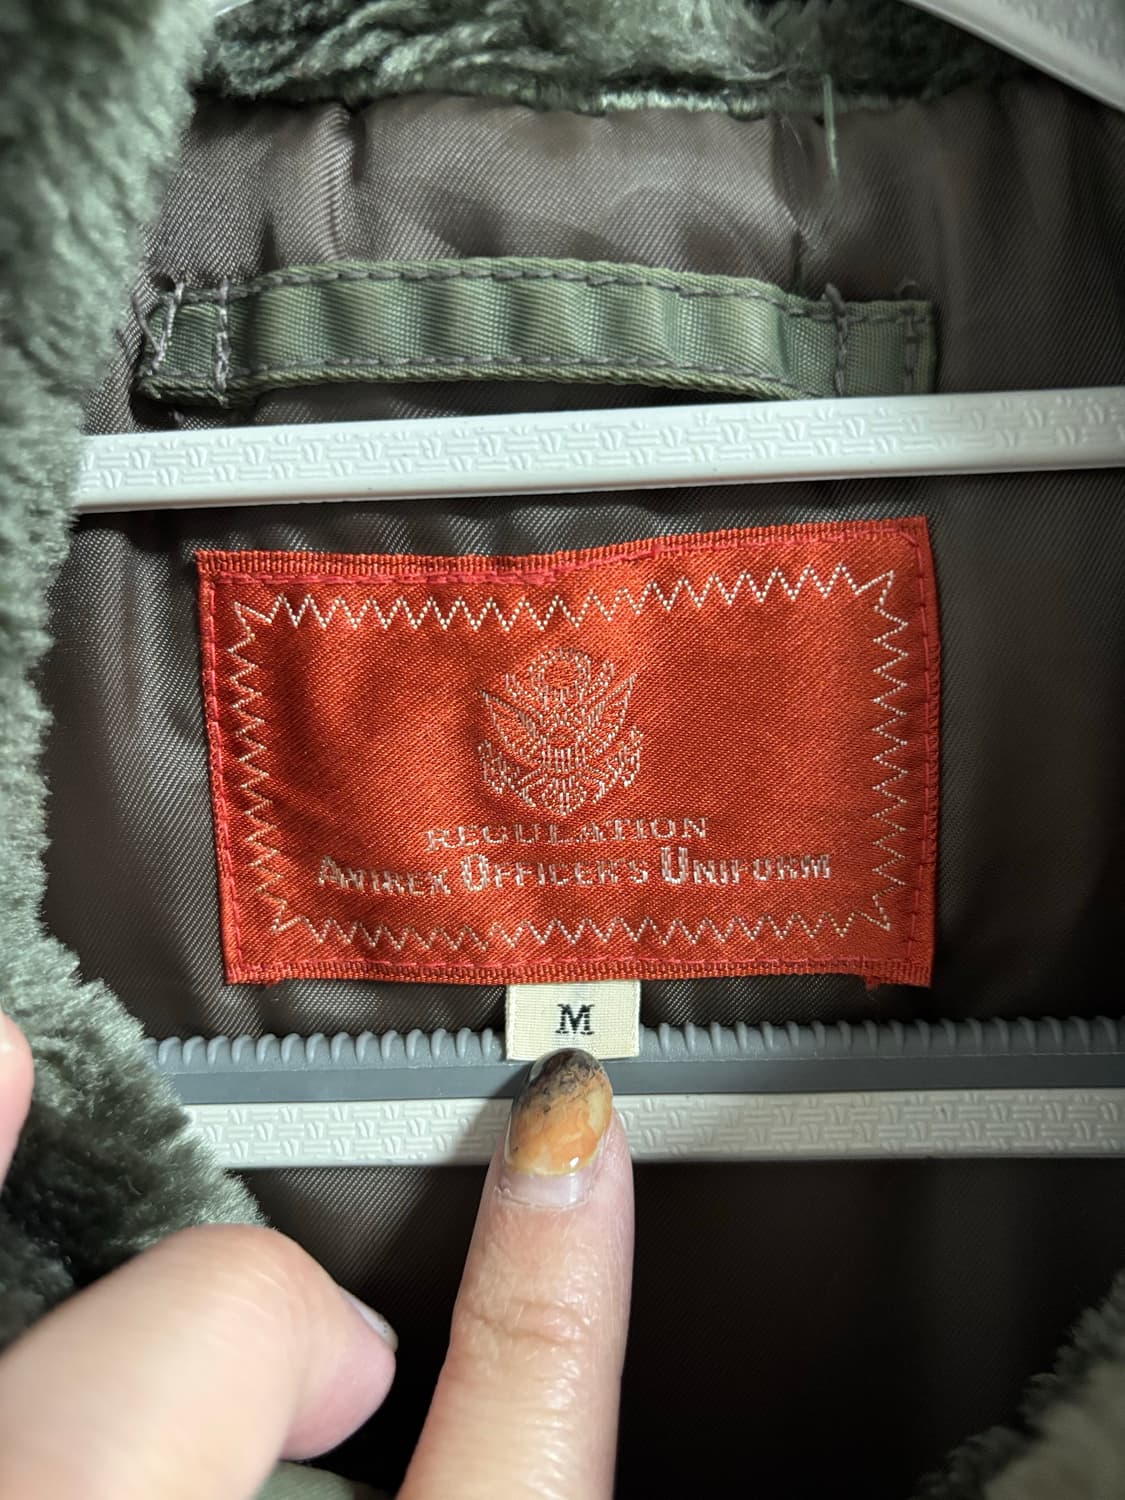 REGULATION
AVIREX OFFICER'S UNIFORM
M